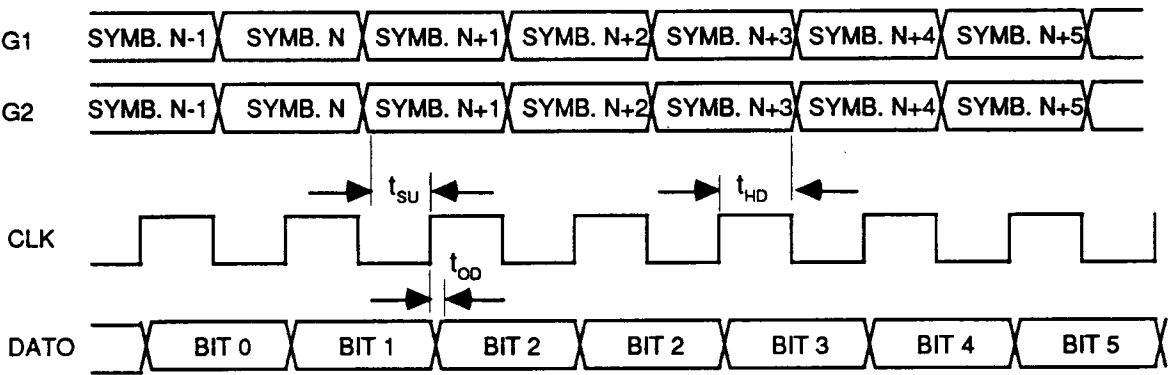 G1 SYMB. N-1 SYMB. N SYMB. N+1 SYMB. N+2 SYMB. N+3 SYMB. N+4 SYMB. N+5
G2 SYMB. N-1 SYMB. N SYMB. N+1 SYMB. N+2 SYMB. N+3 SYMB. N+4 SYMB. N+5
tSU tHD
CLK
tOD
DATO BIT 0 BIT 1 BIT 2 BIT 2 BIT 3 BIT 4 BIT 5